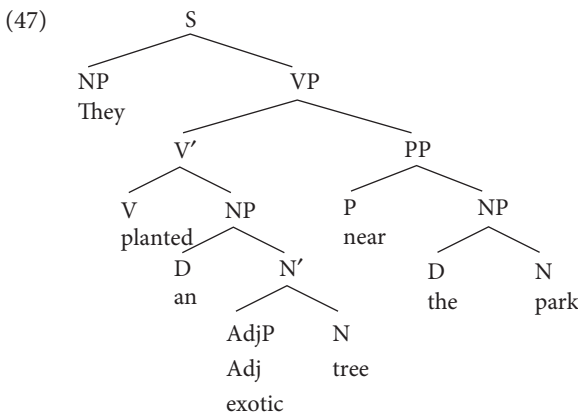 (47) S
NP VP
They
V′ PP
V NP P NP
planted near
D N′ D N
an the park
AdjP N
Adj tree
exotic